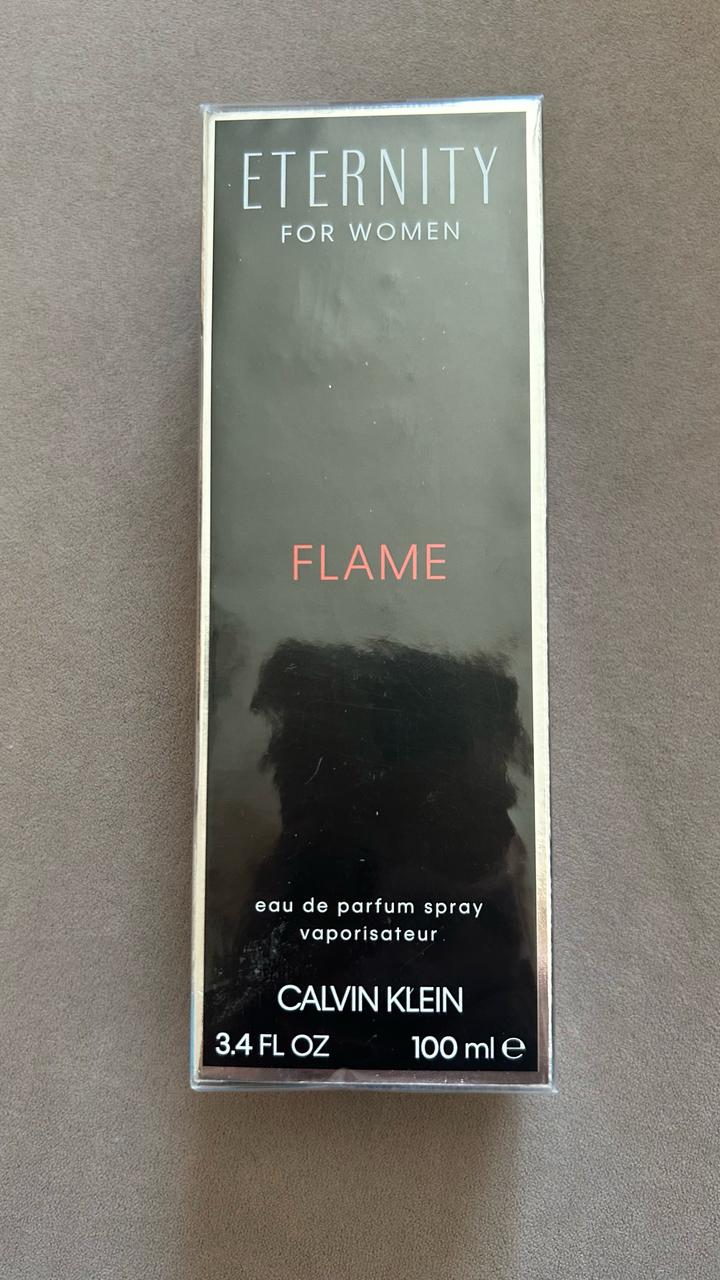 ETERNITY
FOR WOMEN
FLAME
eau de parfum spray
vaporisateur
CALVIN KLEIN
3.4 FL OZ 100 ml ℮